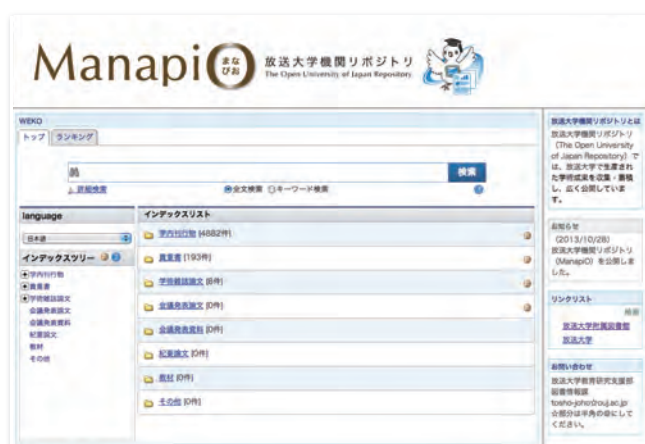 ManapiO
まな
ぴお
放送大学機関リポジトリ
The Open University of Japan Repository
WEKO
トップ ランキング
検索
詳細検索
全文検索 キーワード検索
language
日本語
インデックスツリー
学内刊行物
貴重書
学術雑誌論文
会議発表論文
会議発表資料
紀要論文
教材
その他
インデックスリスト
学内刊行物 [4882件]
貴重書 [193件]
学術雑誌論文 [6件]
会議発表論文 [0件]
会議発表資料 [0件]
紀要論文 [0件]
教材 [0件]
その他 [0件]
放送大学機関リポジトリとは
放送大学機関リポジトリ
（The Open University
of Japan Repository）で
は、放送大学で生産され
た学術成果を収集・蓄積
し、広く公開していま
す。
お知らせ
（2013/10/28）
放送大学機関リポジトリ
（ManapiO）を公開しま
した。
リンクリスト
放送大学附属図書館
放送大学
お問い合わせ
放送大学教育研究支援部
図書情報課
tosho-joho☆ouj.ac.jp
☆部分は半角の@にして
ください。